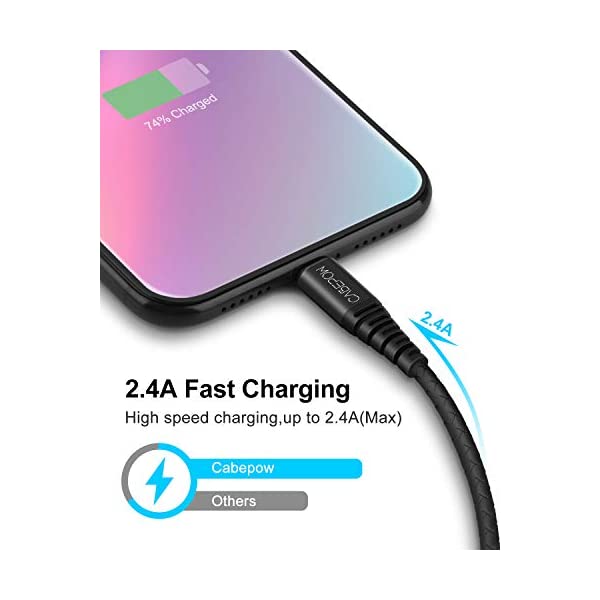 74% Charged
CABEPOW
2.4A
2.4A Fast Charging
High speed charging,up to 2.4A(Max)
Cabepow
Others